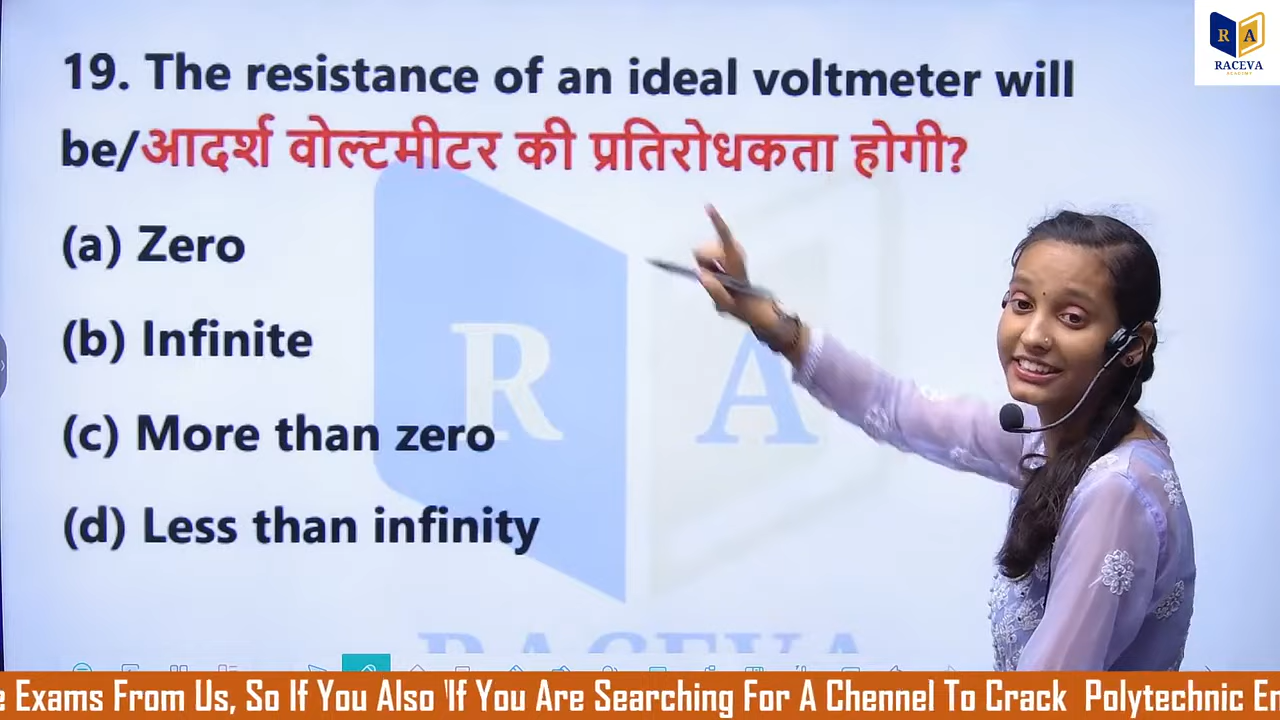 19. The resistance of an ideal voltmeter will
be/आदर्श वोल्टमीटर की प्रतिरोधकता होगी?
(a) Zero
(b) Infinite
(c) More than zero
(d) Less than infinity
R A
RACEVA
R A
RACEVA
ACADEMY
e Exams From Us, So If You Also 'If You Are Searching For A Chennel To Crack Polytechnic En